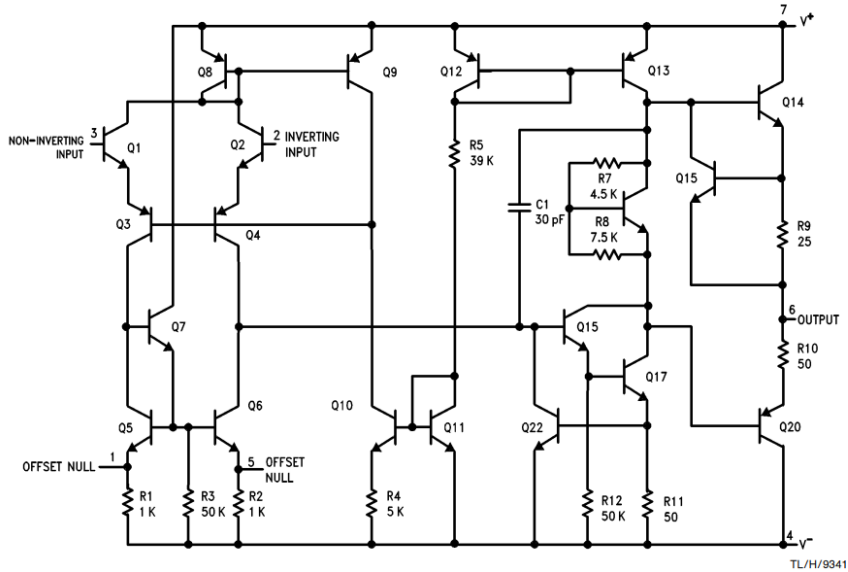 7
V+
Q8
Q9
Q12
Q13
Q14
NON-INVERTING
INPUT
3
Q1
Q2
2
INVERTING
INPUT
R5
39 K
R7
4.5 K
R8
7.5 K
C1
30 pF
Q15
Q3
Q4
R9
25
6
OUTPUT
Q7
Q15
R10
50
Q5
Q6
Q10
Q11
Q22
Q17
Q20
OFFSET NULL
1
5
OFFSET
NULL
R1
1 K
R3
50 K
R2
1 K
R4
5 K
R12
50 K
R11
50
4
V-
TL/H/9341